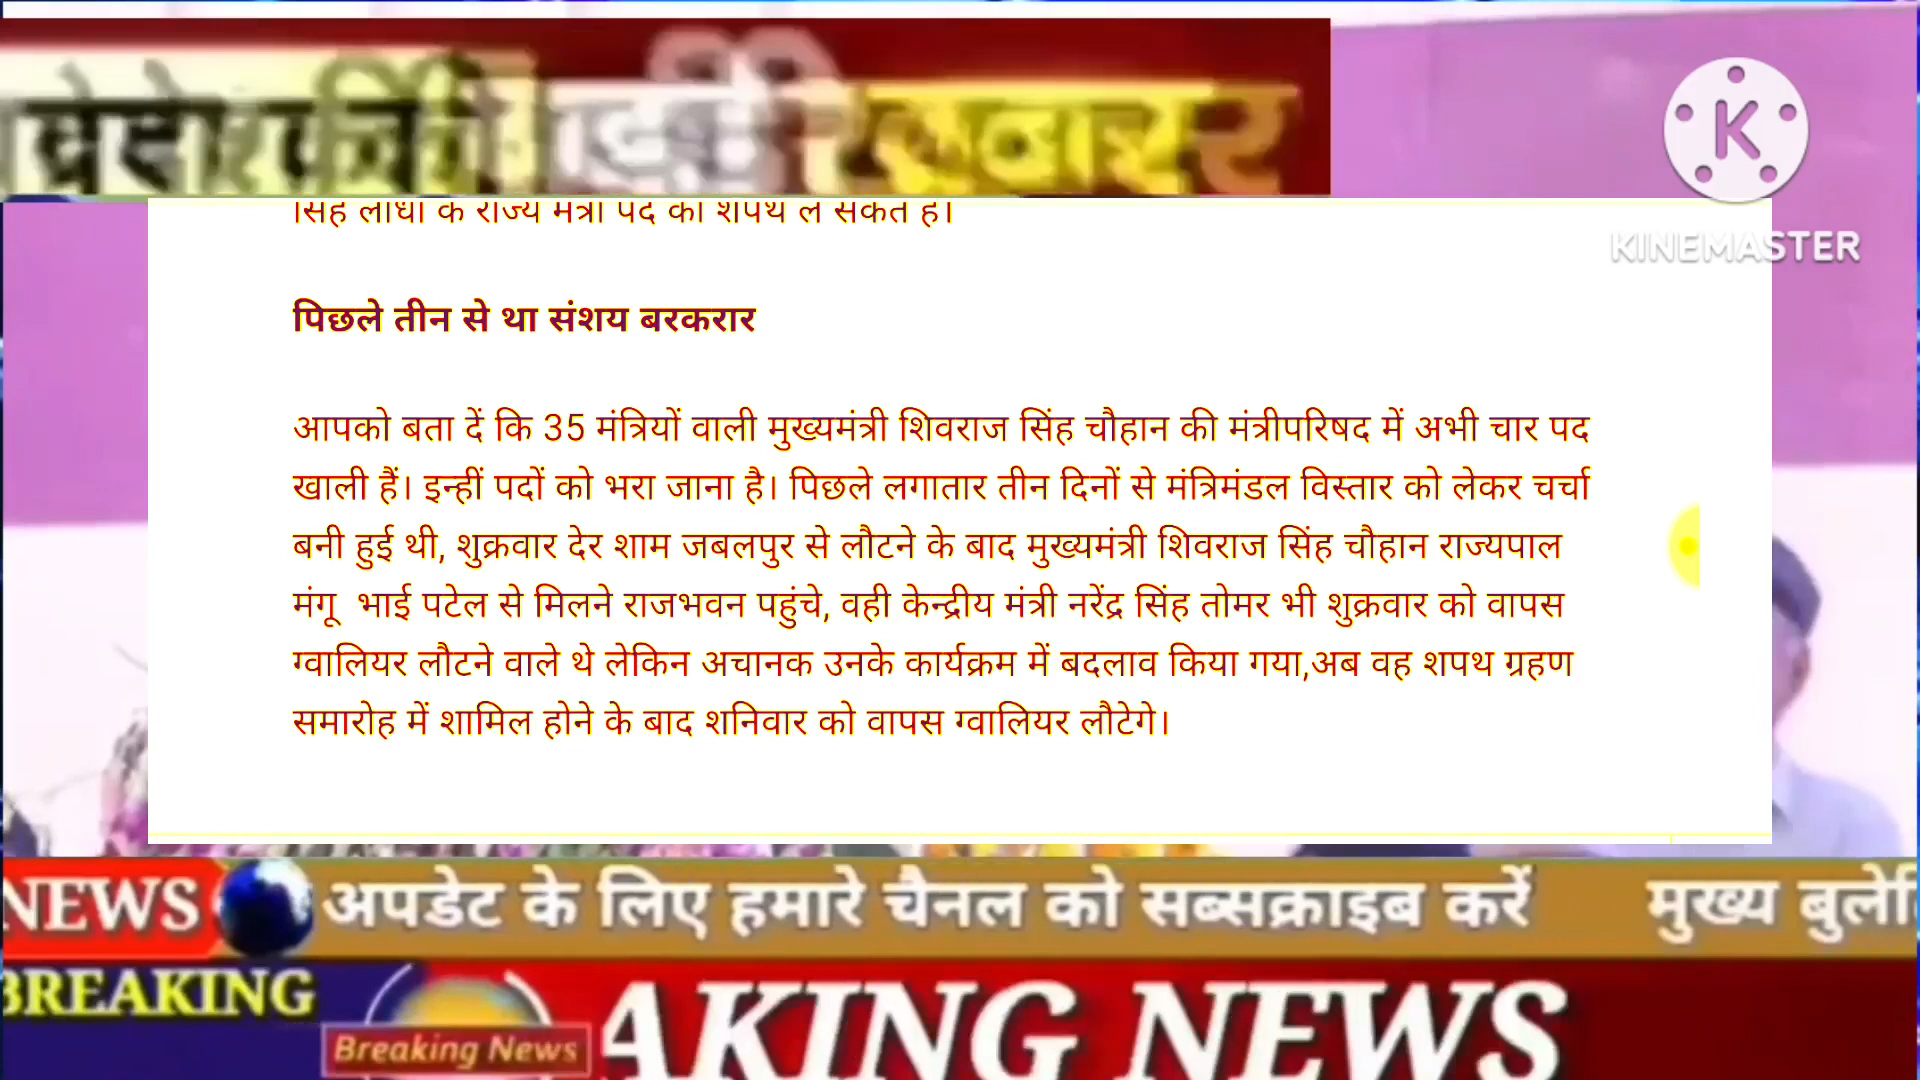 की बड़ी खबर
KINEMASTER
सिंह लोधी के राज्य मंत्री पद की शपथ ले सकते है।
पिछले तीन से था संशय बरकरार
आपको बता दें कि 35 मंत्रियों वाली मुख्यमंत्री शिवराज सिंह चौहान की मंत्रीपरिषद में अभी चार पद
खाली हैं। इन्हीं पदों को भरा जाना है। पिछले लगातार तीन दिनों से मंत्रिमंडल विस्तार को लेकर चर्चा
बनी हुई थी, शुक्रवार देर शाम जबलपुर से लौटने के बाद मुख्यमंत्री शिवराज सिंह चौहान राज्यपाल
मंगू भाई पटेल से मिलने राजभवन पहुंचे, वही केन्द्रीय मंत्री नरेंद्र सिंह तोमर भी शुक्रवार को वापस
ग्वालियर लौटने वाले थे लेकिन अचानक उनके कार्यक्रम में बदलाव किया गया,अब वह शपथ ग्रहण
समारोह में शामिल होने के बाद शनिवार को वापस ग्वालियर लौटेगे।
NEWS अपडेट के लिए हमारे चैनल को सब्सक्राइब करें मुख्य
BREAKING
Breaking News
AKING NEWS